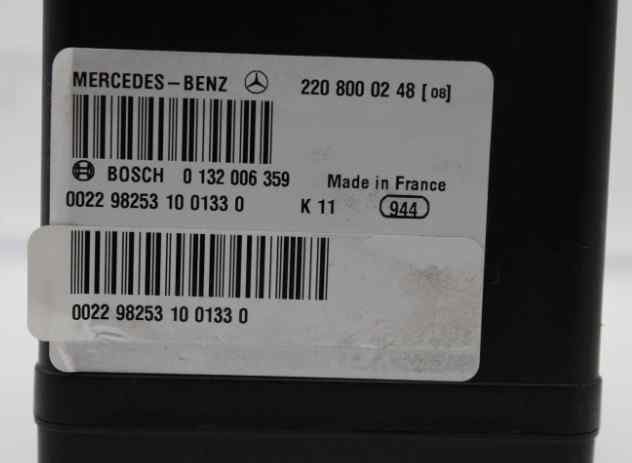 MERCEDES-BENZ 220 800 02 48 [08]
BOSCH 0 132 006 359 Made in France
0022 98253 10 0133 0 K 11 944
0022 98253 10 0133 0